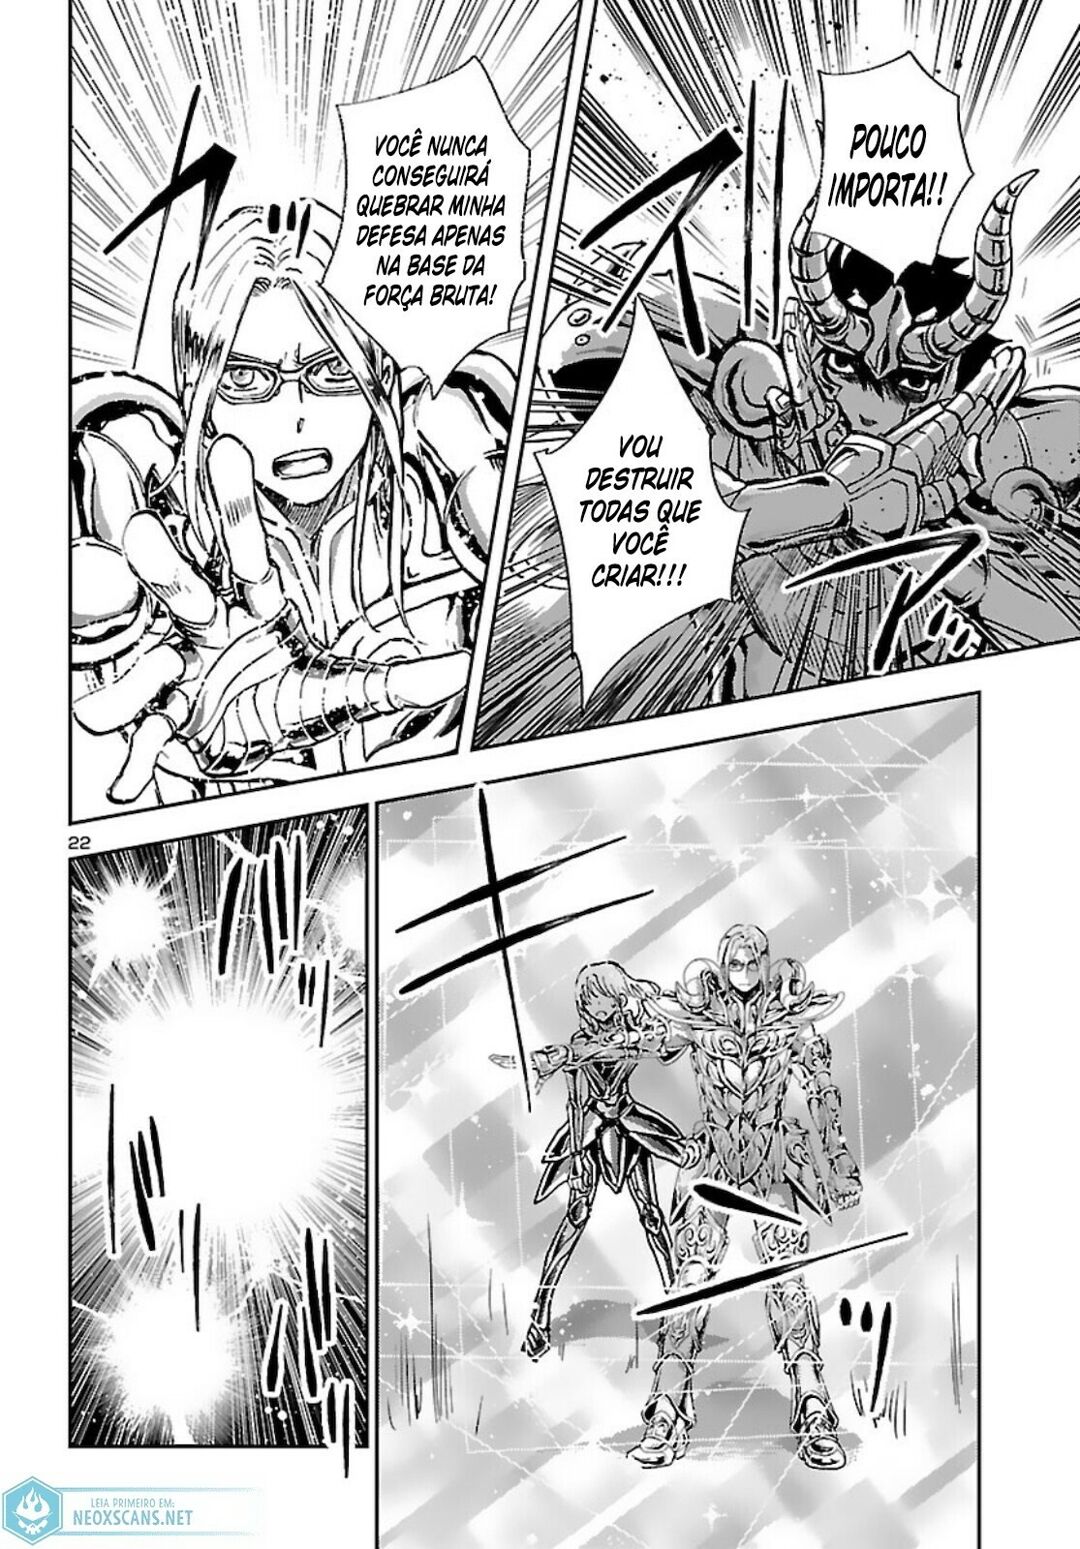 POUCO
IMPORTA!!
VOU
DESTRUIR
TODAS QUE
VOCÊ
CRIAR!!!
VOCÊ NUNCA
CONSEGUIRÁ
QUEBRAR MINHA
DEFESA APENAS
NA BASE DA
FORÇA BRUTA!
22
LEIA PRIMEIRO EM:
NEOXSCANS.NET